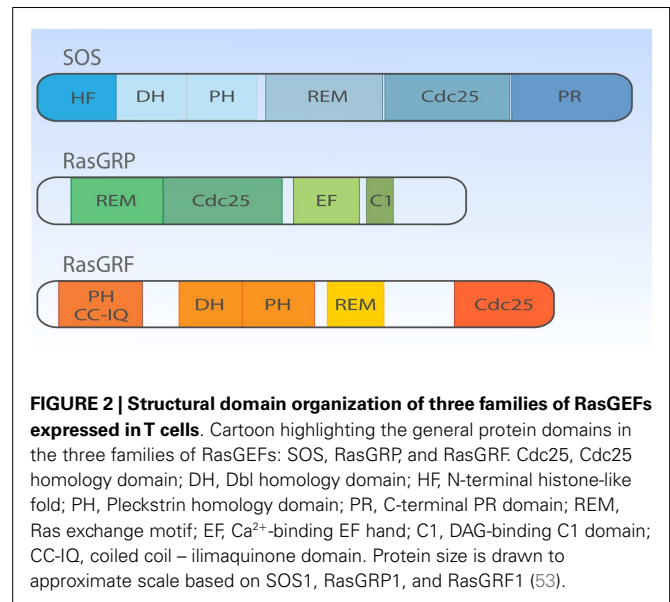 SOS
HF DH PH REM Cdc25 PR
RasGRP
REM Cdc25 EF C1
RasGRF
PH CC-IQ DH PH REM Cdc25
FIGURE 2 | Structural domain organization of three families of RasGEFs
expressed in T cells. Cartoon highlighting the general protein domains in
the three families of RasGEFs: SOS, RasGRP, and RasGRF. Cdc25, Cdc25
homology domain; DH, Dbl homology domain; HF, N-terminal histone-like
fold; PH, Pleckstrin homology domain; PR, C-terminal PR domain; REM,
Ras exchange motif; EF, Ca²⁺-binding EF hand; C1, DAG-binding C1 domain;
CC-IQ, coiled coil – ilimaquinone domain. Protein size is drawn to
approximate scale based on SOS1, RasGRP1, and RasGRF1 (53).